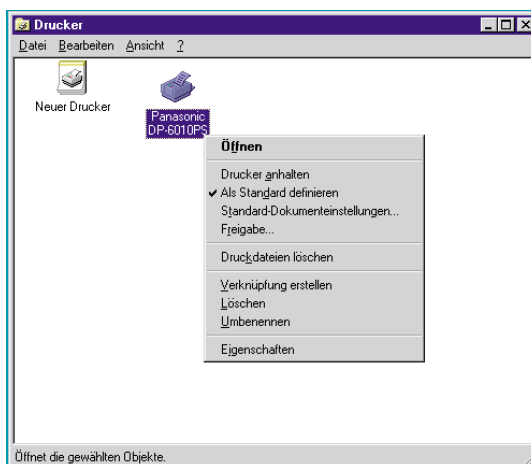 Drucker
Datei Bearbeiten Ansicht ?
Neuer Drucker
Panasonic
DP-6010PS
Öffnen
Drucker anhalten
Als Standard definieren
Standard-Dokumenteinstellungen...
Freigabe...
Druckdateien löschen
Verknüpfung erstellen
Löschen
Umbenennen
Eigenschaften
Öffnet die gewählten Objekte.